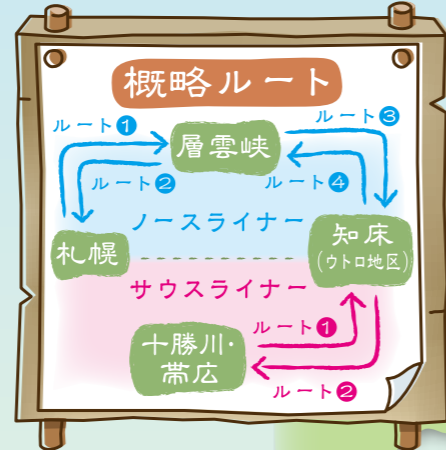 概略ルート
ルート❶
ルート❸
層雲峡
ルート❷
ルート❹
ノースライナー
札幌
知床
(ウトロ地区)
サウスライナー
ルート❶
十勝川・
帯広
ルート❷